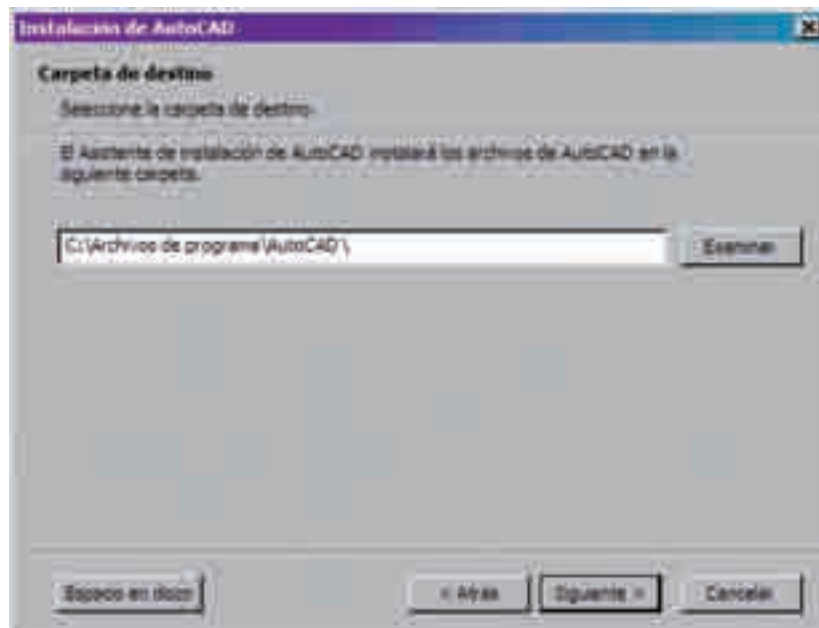 Instalación de AutoCAD
Carpeta de destino
Seleccione la carpeta de destino.
El Asistente de instalación de AutoCAD instalará los archivos de AutoCAD en la
siguiente carpeta.
C:\Archivos de programa\AutoCAD\
Examinar
Espacio en disco
< Atrás
Siguiente >
Cancelar